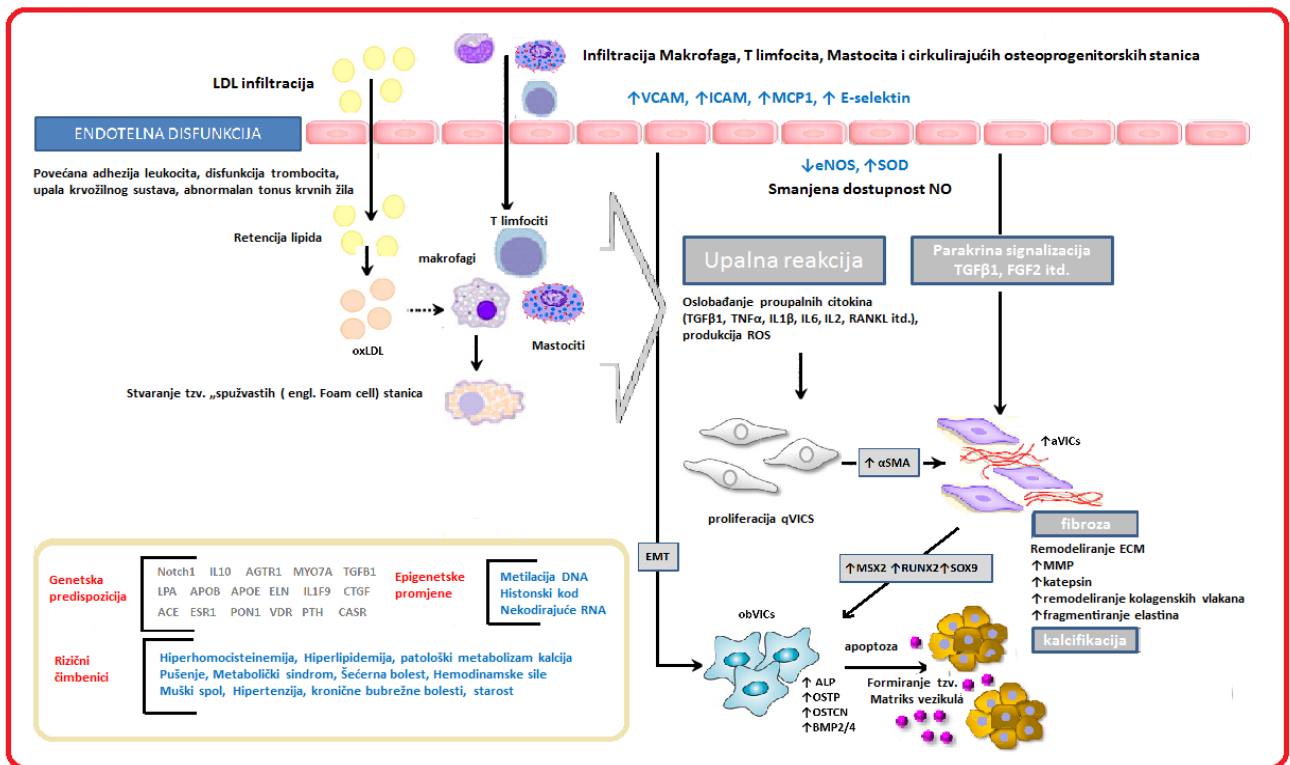 Infiltracija Makrofaga, T limfocita, Mastocita i cirkulirajućih osteoprogenitorskih stanica
LDL infiltracija
↑VCAM, ↑ICAM, ↑MCP1, ↑ E-selektin
ENDOTELNA DISFUNKCIJA
Povećana adhezija leukocita, disfunkcija trombocita,
upala krvožilnog sustava, abnormalan tonus krvnih žila
↓eNOS, ↑SOD
Smanjena dostupnost NO
Retencija lipida
T limfociti
makrofagi
oxLDL
Mastociti
Stvaranje tzv. „spužvastih ( engl. Foam cell) stanica
Upalna reakcija
Oslobađanje proupalnih citokina
(TGFβ1, TNFα, IL1β, IL6, IL2, RANKL itd.),
produkcija ROS
Parakrina signalizacija
TGFβ1, FGF2 itd.
↑ αSMA
↑aVICs
proliferacija qVICS
fibroza
Remodeliranje ECM
↑MMP
↑katepsin
↑remodeliranje kolagenskih vlakana
↑fragmentiranje elastina
kalcifikacija
EMT
↑MSX2 ↑RUNX2↑SOX9
obVICs
apoptoza
↑ ALP
↑OSTP
↑OSTCN
↑BMP2/4
Formiranje tzv.
Matriks vezikula
Genetska
predispozicija
Notch1 IL10 AGTR1 MYO7A TGFB1
LPA APOB APOE ELN IL1F9 CTGF
ACE ESR1 PON1 VDR PTH CASR
Epigenetske
promjene
Metilacija DNA
Histonski kod
Nekodirajuće RNA
Rizični
čimbenici
Hiperhomocisteinemija, Hiperlipidemija, patološki metabolizam kalcija
Pušenje, Metabolički sindrom, Šećerna bolest, Hemodinamske sile
Muški spol, Hipertenzija, kronične bubrežne bolesti, starost